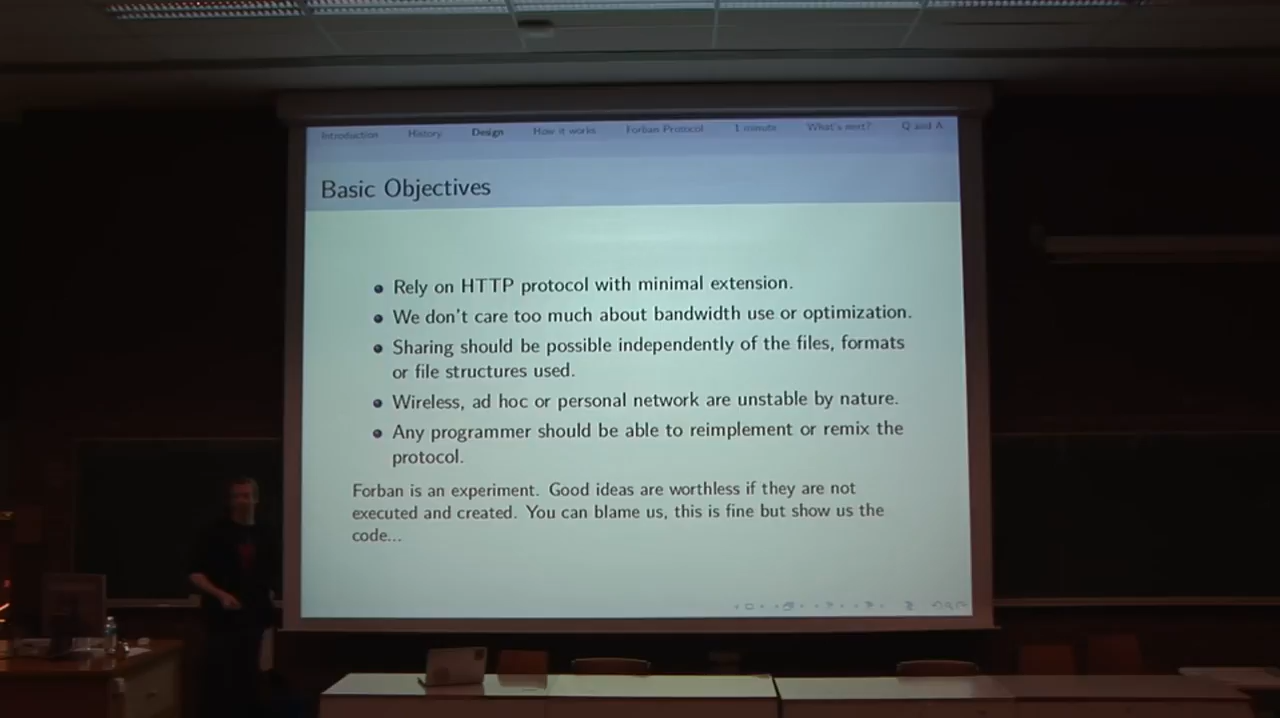 Introduction History Design How it works Forban Protocol 1 minute What's next? Q and A
Basic Objectives
Rely on HTTP protocol with minimal extension.
We don't care too much about bandwidth use or optimization.
Sharing should be possible independently of the files, formats
or file structures used.
Wireless, ad hoc or personal network are unstable by nature.
Any programmer should be able to reimplement or remix the
protocol.
Forban is an experiment. Good ideas are worthless if they are not
executed and created. You can blame us, this is fine but show us the
code...